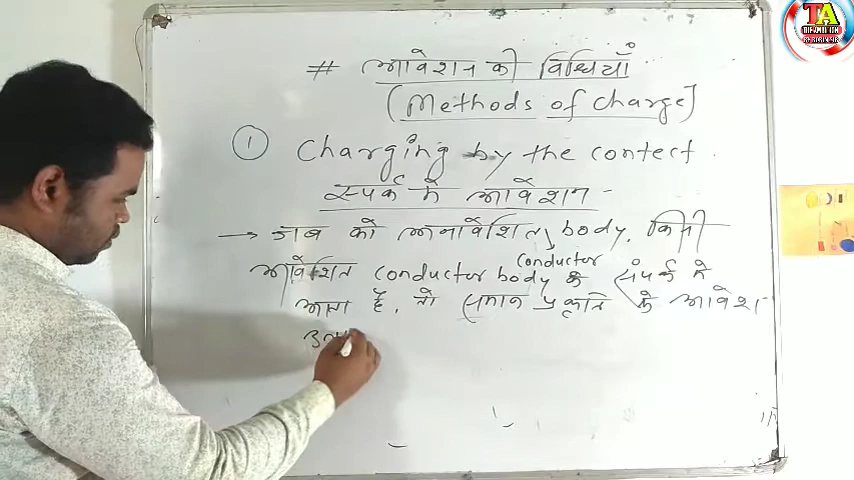 # आवेशन की विधियाँ
(Methods of Charge)
① Charging by the contect
स्पर्क मे आवेशन
→ जब को अनावेशित conductor body, किसी
आवेशित conductor body के संपर्क मे
आता है, तो समान प्रकृति के आवेश
TA